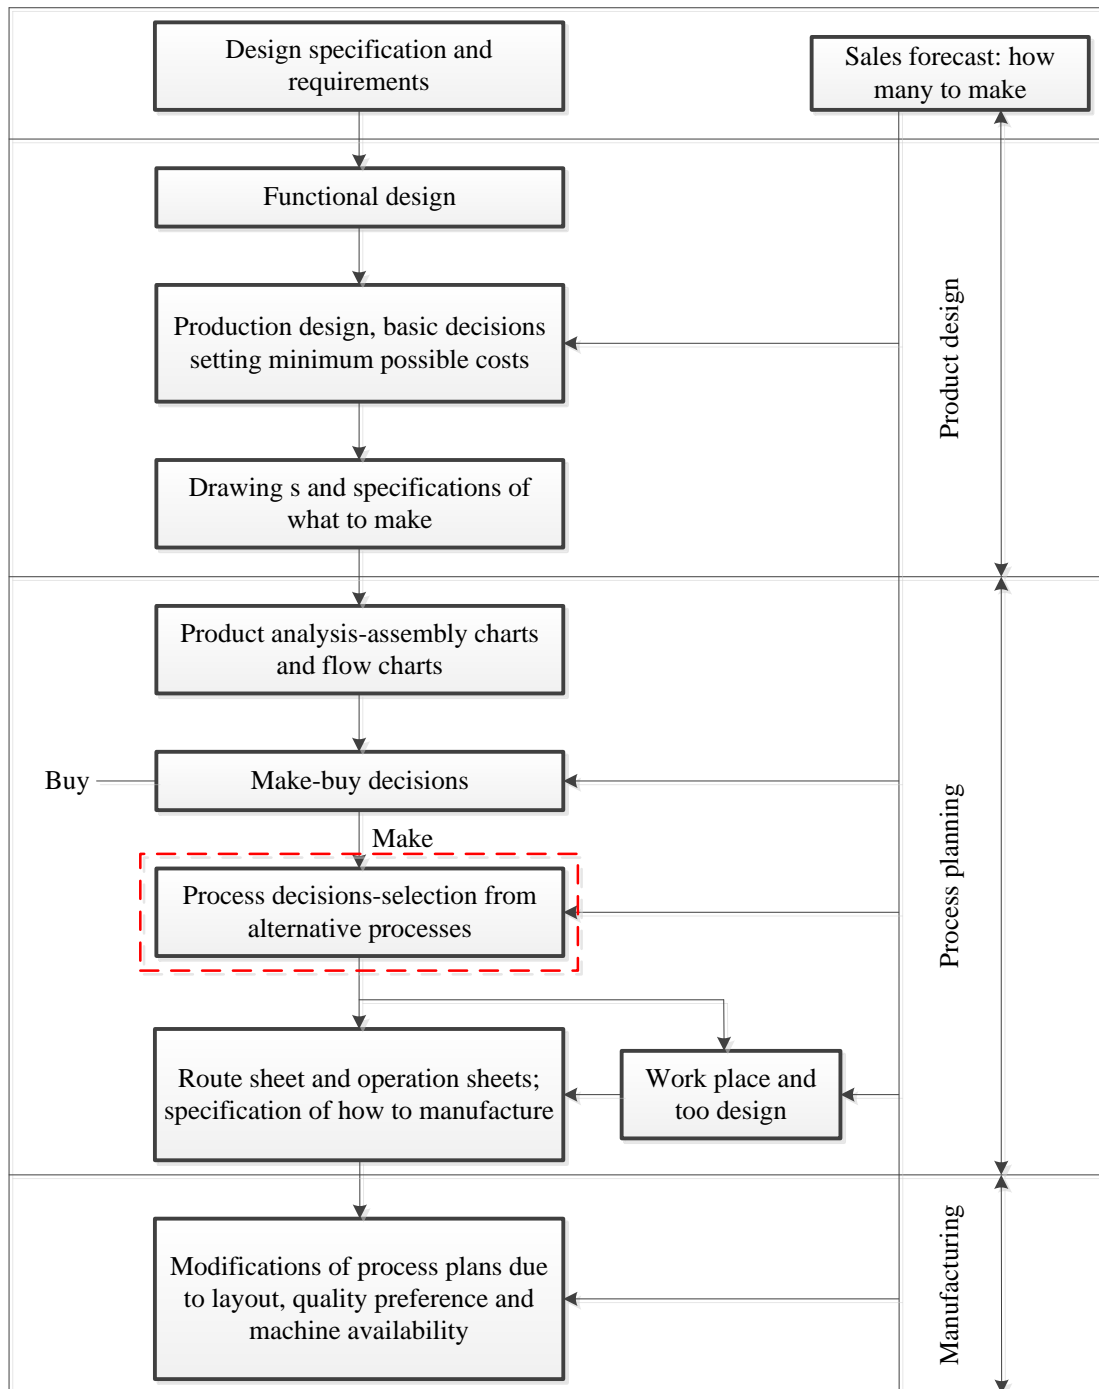 Design specification and
requirements
Sales forecast: how
many to make
Functional design
Production design, basic decisions
setting minimum possible costs
Product design
Drawing s and specifications of
what to make
Product analysis-assembly charts
and flow charts
Buy
Make-buy decisions
Make
Process decisions-selection from
alternative processes
Process planning
Route sheet and operation sheets;
specification of how to manufacture
Work place and
too design
Modifications of process plans due
to layout, quality preference and
machine availability
Manufacturing